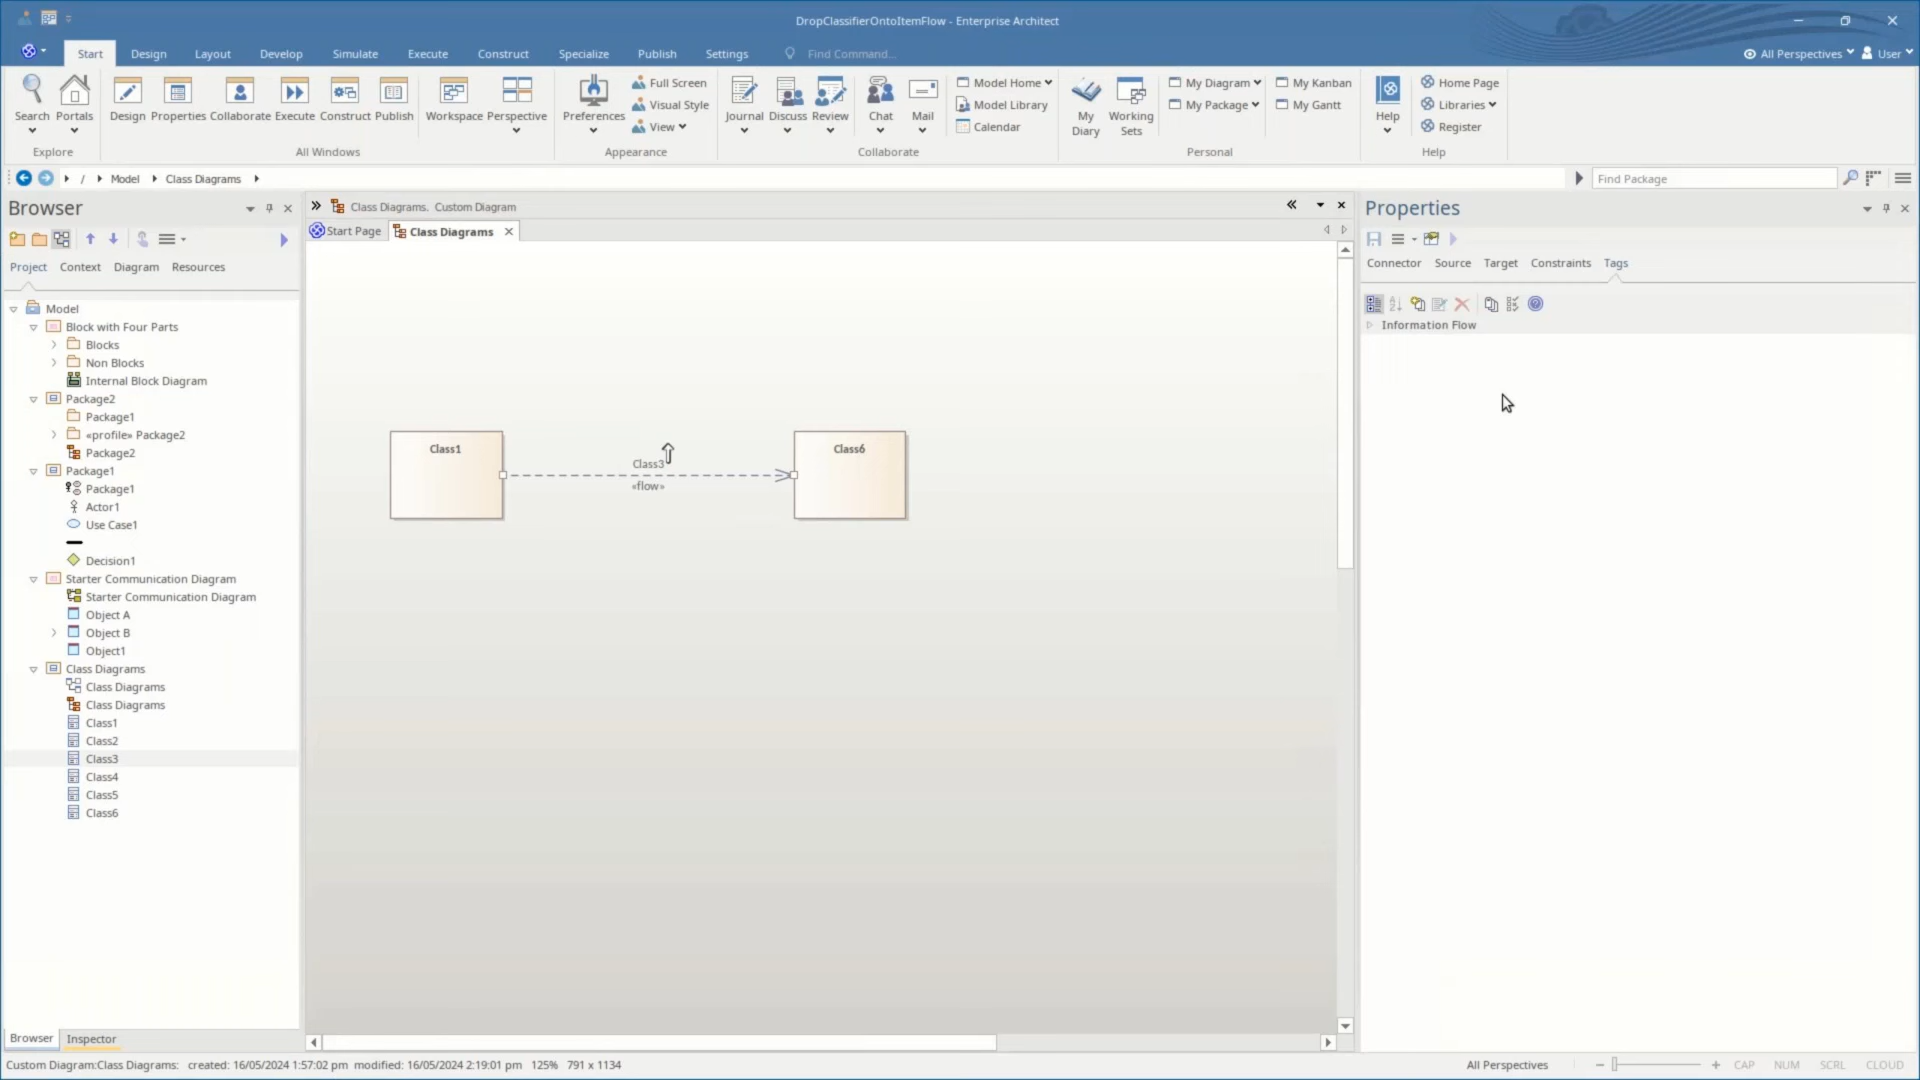 DropClassifierOntoItemFlow - Enterprise Architect
Start Design Layout Develop Simulate Execute Construct Specialize Publish Settings Find Command... All Perspectives User
Search Portals
Explore
Design Properties Collaborate Execute Construct Publish Workspace Perspective
All Windows
Preferences
Full Screen
Visual Style
View
Appearance
Journal Discuss Review Chat Mail
Model Home
Model Library
Calendar
Collaborate
My Diary
Working Sets
My Diagram
My Package
My Kanban
My Gantt
Personal
Help
Home Page
Libraries
Register
Help
/ Model Class Diagrams
Find Package
Browser
Project Context Diagram Resources
Model
Block with Four Parts
Blocks
Non Blocks
Internal Block Diagram
Package2
Package1
«profile» Package2
Package2
Package1
Package1
Actor1
Use Case1
Decision1
Starter Communication Diagram
Starter Communication Diagram
Object A
Object B
Object1
Class Diagrams
Class Diagrams
Class Diagrams
Class1
Class2
Class3
Class4
Class5
Class6
Browser Inspector
Class Diagrams. Custom Diagram
Start Page Class Diagrams
Class1
Class3
«flow»
Class6
Properties
Connector Source Target Constraints Tags
Information Flow
Custom Diagram:Class Diagrams: created: 16/05/2024 1:57:02 pm modified: 16/05/2024 2:19:01 pm 125% 791 x 1134
All Perspectives CAP NUM SCRL CLOUD